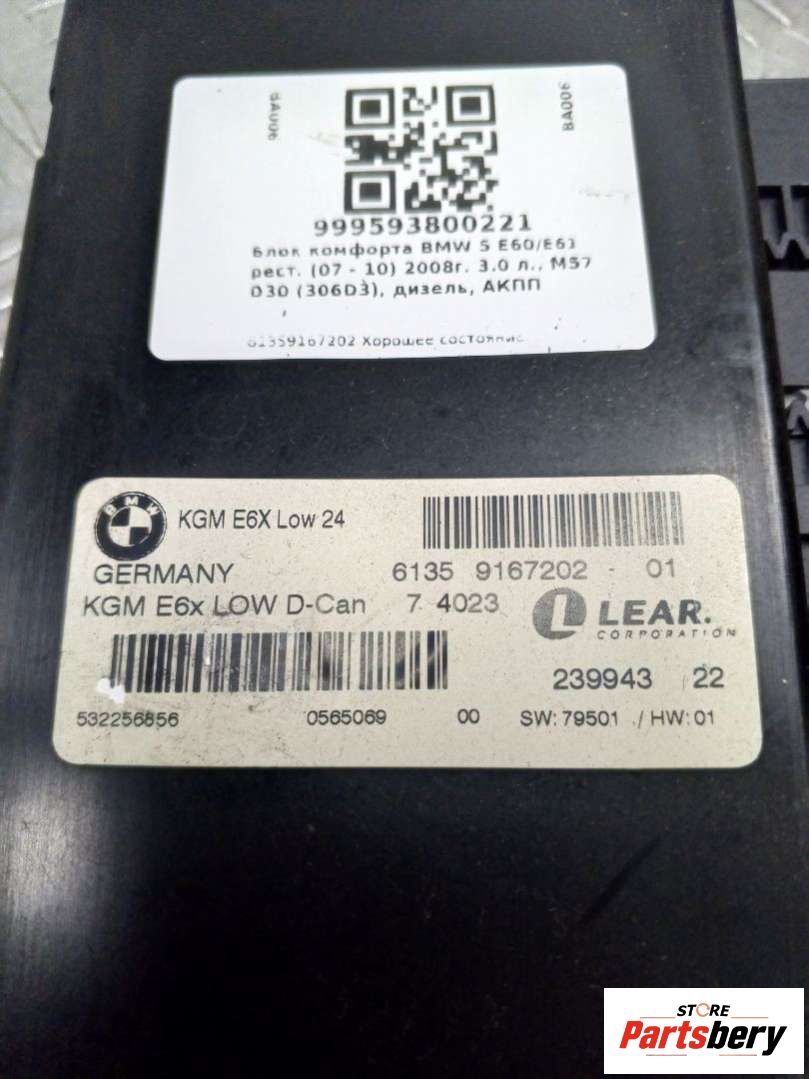 BA006
BA006
999593800221
Блок комфорта BMW 5 E60/E61
рест. (07 - 10) 2008г. 3.0 л., M57
D30 (306D3), дизель, АКПП
61359167202 Хорошее состояние
BMW
KGM E6X Low 24
GERMANY 6135 9167202 - 01
KGM E6x LOW D-Can 7 4023
LEAR.
CORPORATION
239943 22
532256856 0565069 00 SW: 79501 / HW: 01
STORE
Partsbery